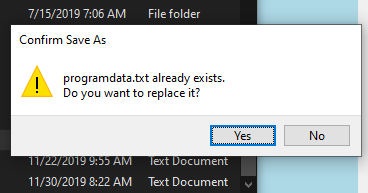 7/15/2019 7:06 AM File folder
Confirm Save As
programdata.txt already exists.
Do you want to replace it?
Yes No
11/22/2019 9:55 AM Text Document
11/30/2019 8:22 AM Text Document